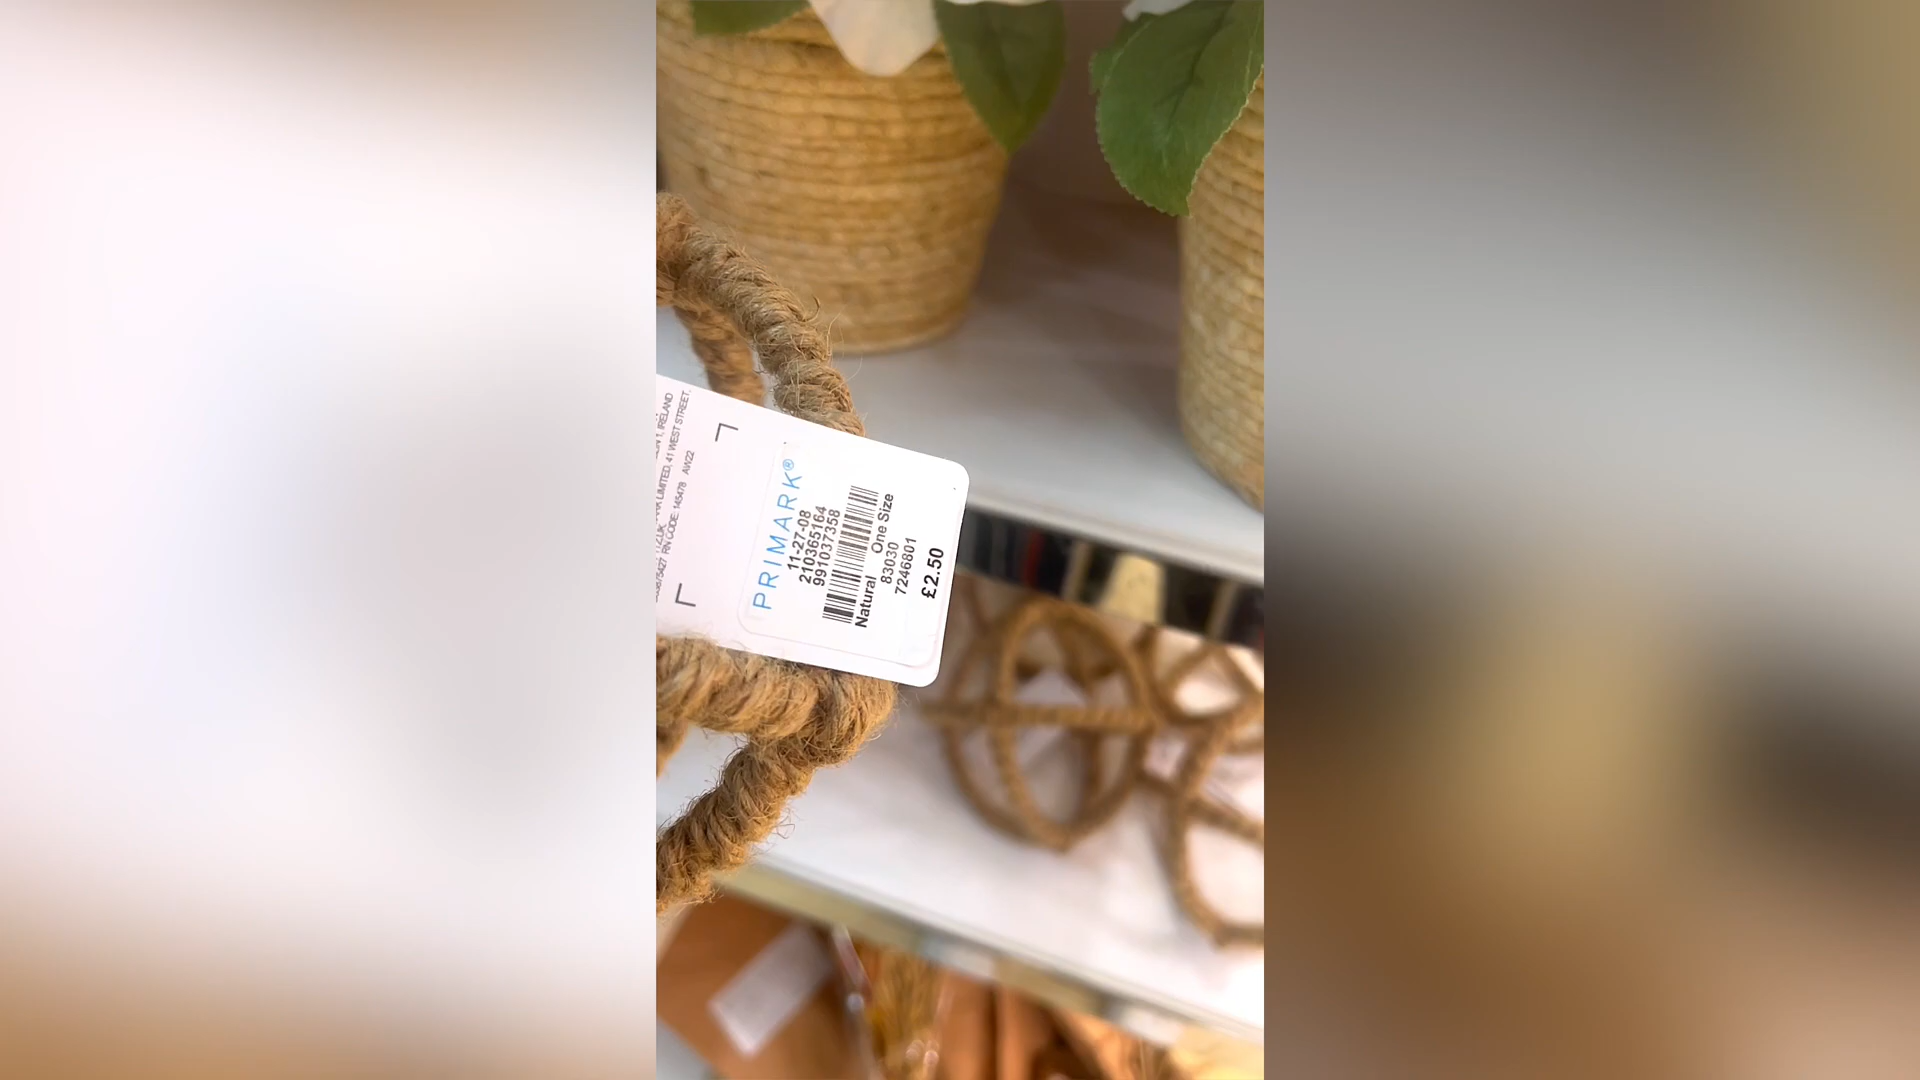 IRELAND
LIMITED, 41 WEST STREET,
RN CODE: 145478 AW22
PRIMARK®
11-27-08
210365164
991037358
Natural One Size
83030
7246801
£2.50